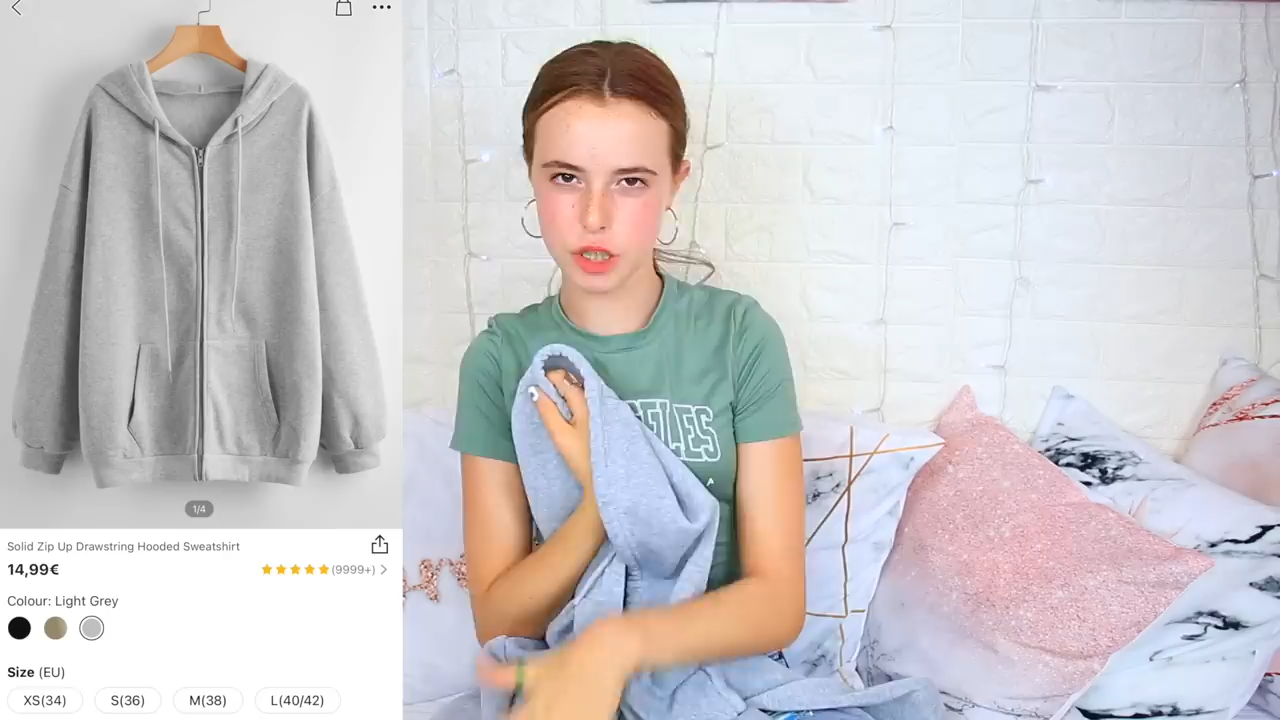 1/4
Solid Zip Up Drawstring Hooded Sweatshirt
14,99€
(9999+)
Colour: Light Grey
Size (EU)
XS(34) S(36) M(38) L(40/42)